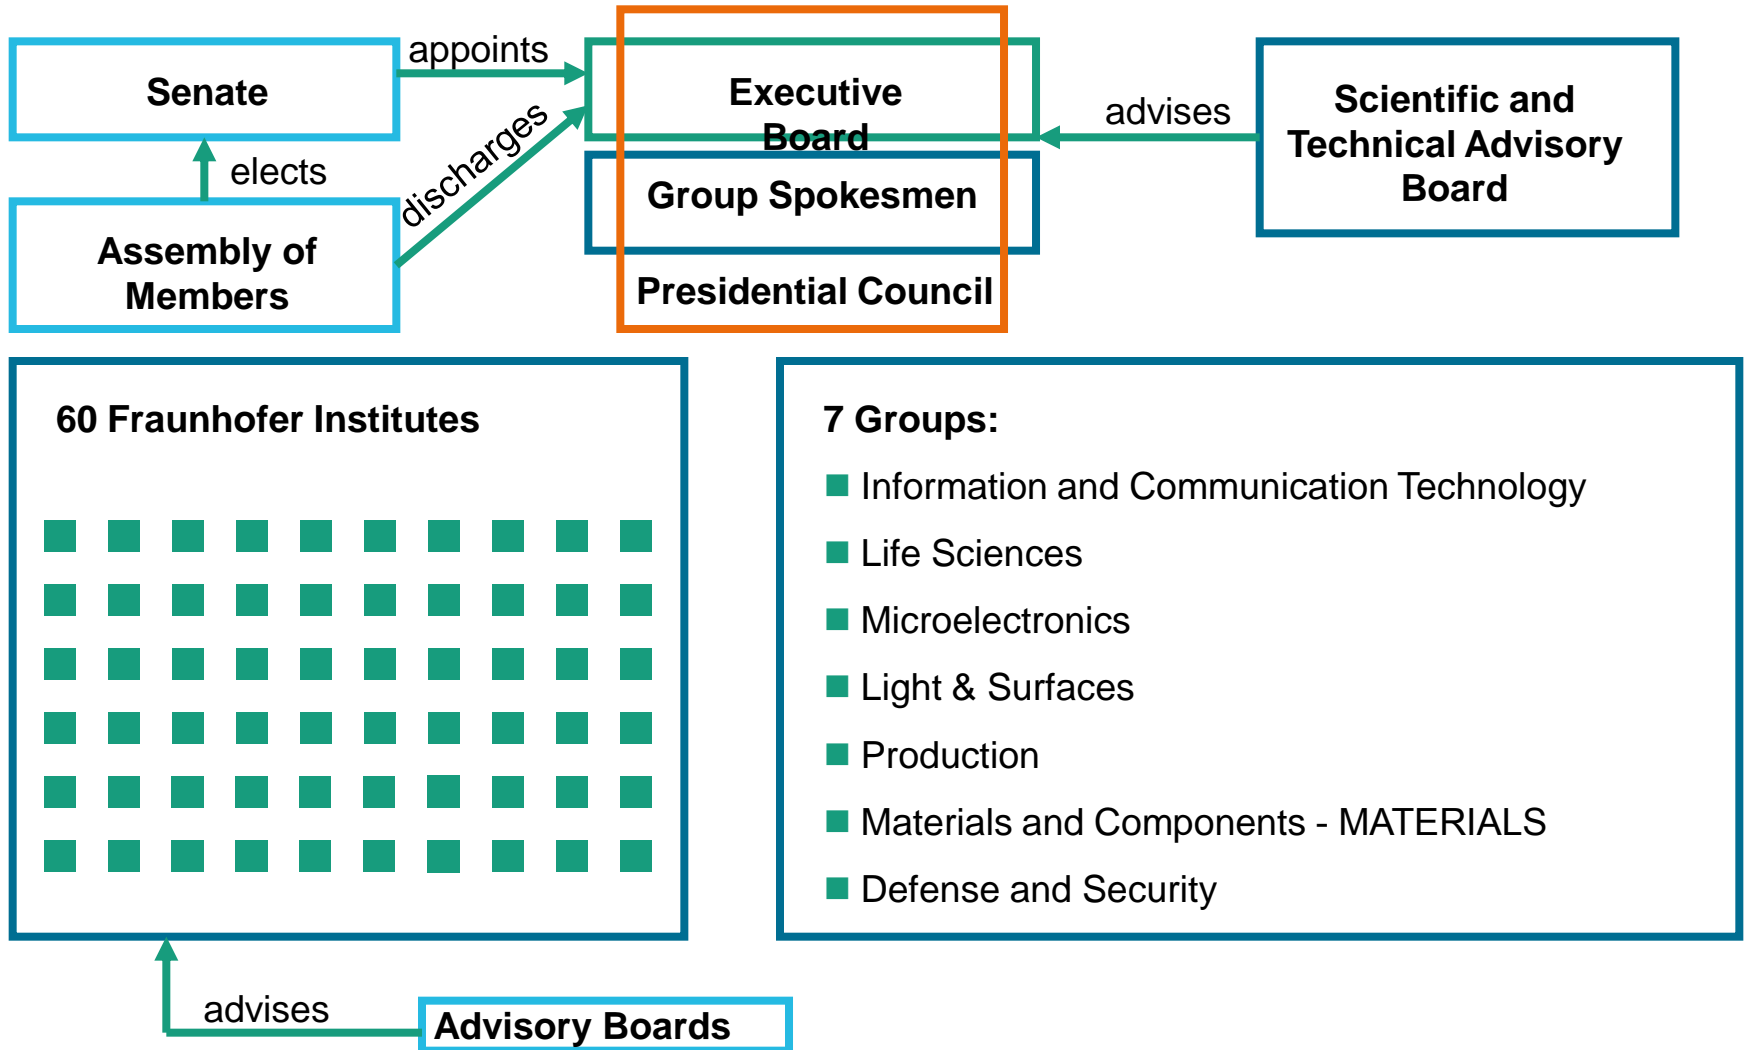 Senate
appoints
Executive
Board
advises
Scientific and
Technical Advisory
Board
elects
discharges
Group Spokesmen
Assembly of
Members
Presidential Council
60 Fraunhofer Institutes
7 Groups:
Information and Communication Technology
Life Sciences
Microelectronics
Light & Surfaces
Production
Materials and Components - MATERIALS
Defense and Security
advises
Advisory Boards